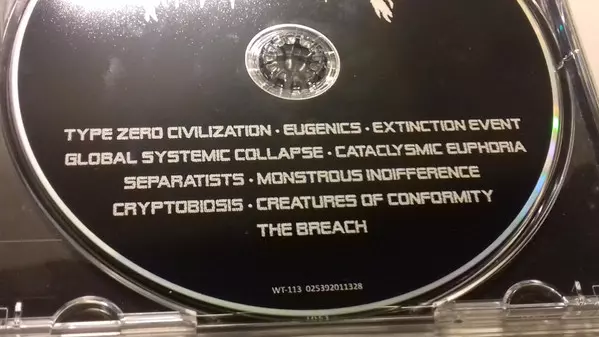 TYPE ZERO CIVILIZATION • EUGENICS • EXTINCTION EVENT
GLOBAL SYSTEMIC COLLAPSE • CATACLYSMIC EUPHORIA
SEPARATISTS • MONSTROUS INDIFFERENCE
CRYPTOBIOSIS • CREATURES OF CONFORMITY
THE BREACH
WT-113 025392011328